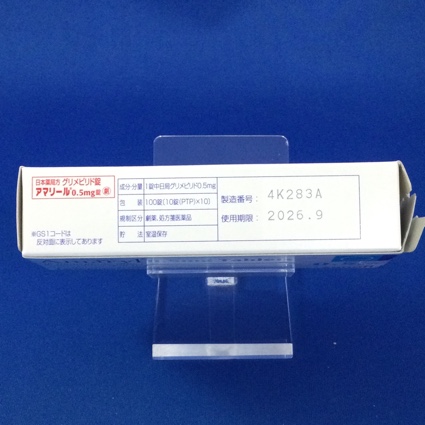 日本薬局方 グリメピリド錠
アマリール®0.5mg錠 劇
※GS1コードは
反対面に表示してあります。
成分・分量 1錠中日局グリメピリド0.5mg
包 装 100錠(10錠(PTP)×10)
規制区分 劇薬、処方箋医薬品
貯 法 室温保存
製造番号: 4K283A
使用期限: 2026.9